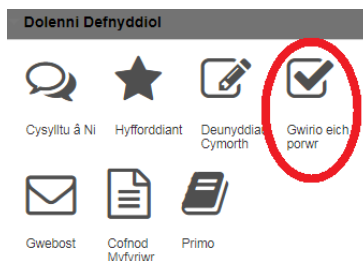 Dolenni Defnyddiol
Cysylltu â Ni Hyfforddiant Deunyddiau Gwirio eich
Cymorth porwr
Gwebost Cofnod Primo
Myfyriwr